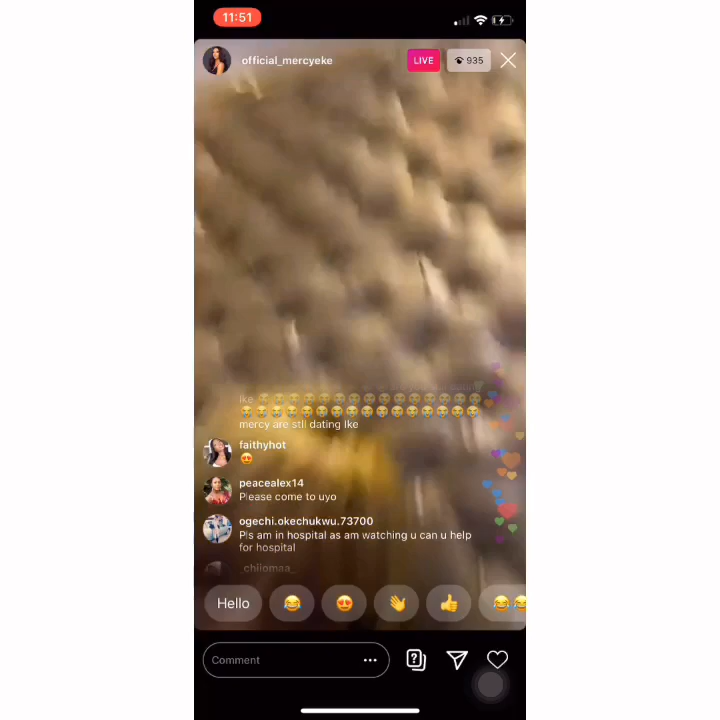 11:51
official_mercyeke
LIVE
935
Ike 😭😭😭😭😭😭😭😭😭😭😭😭😭😭😭
😭😭😭😭😭😭😭😭😭😭😭😭😭😭😭😭
mercy are stll dating Ike
faithyhot
😍
peacealex14
Please come to uyo
ogechi.okechukwu.73700
Pls am in hospital as am watching u can u help
for hospital
_chiiomaa_
Hello 😂 😍 👋 👍 😂😂
Comment